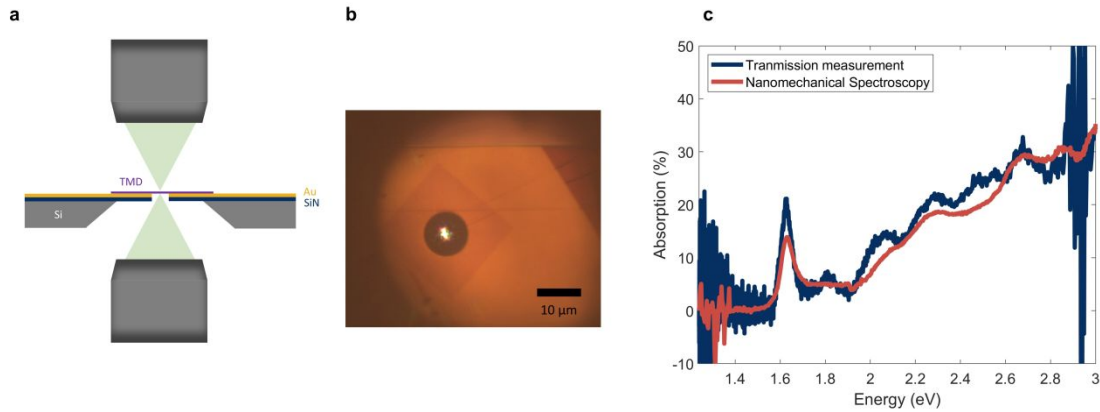 a
TMD
Au
SiN
Si
b
10 µm
c
Tranmission measurement
Nanomechanical Spectroscopy
Absorption (%)
50
40
30
20
10
0
-10
1.4 1.6 1.8 2 2.2 2.4 2.6 2.8 3
Energy (eV)